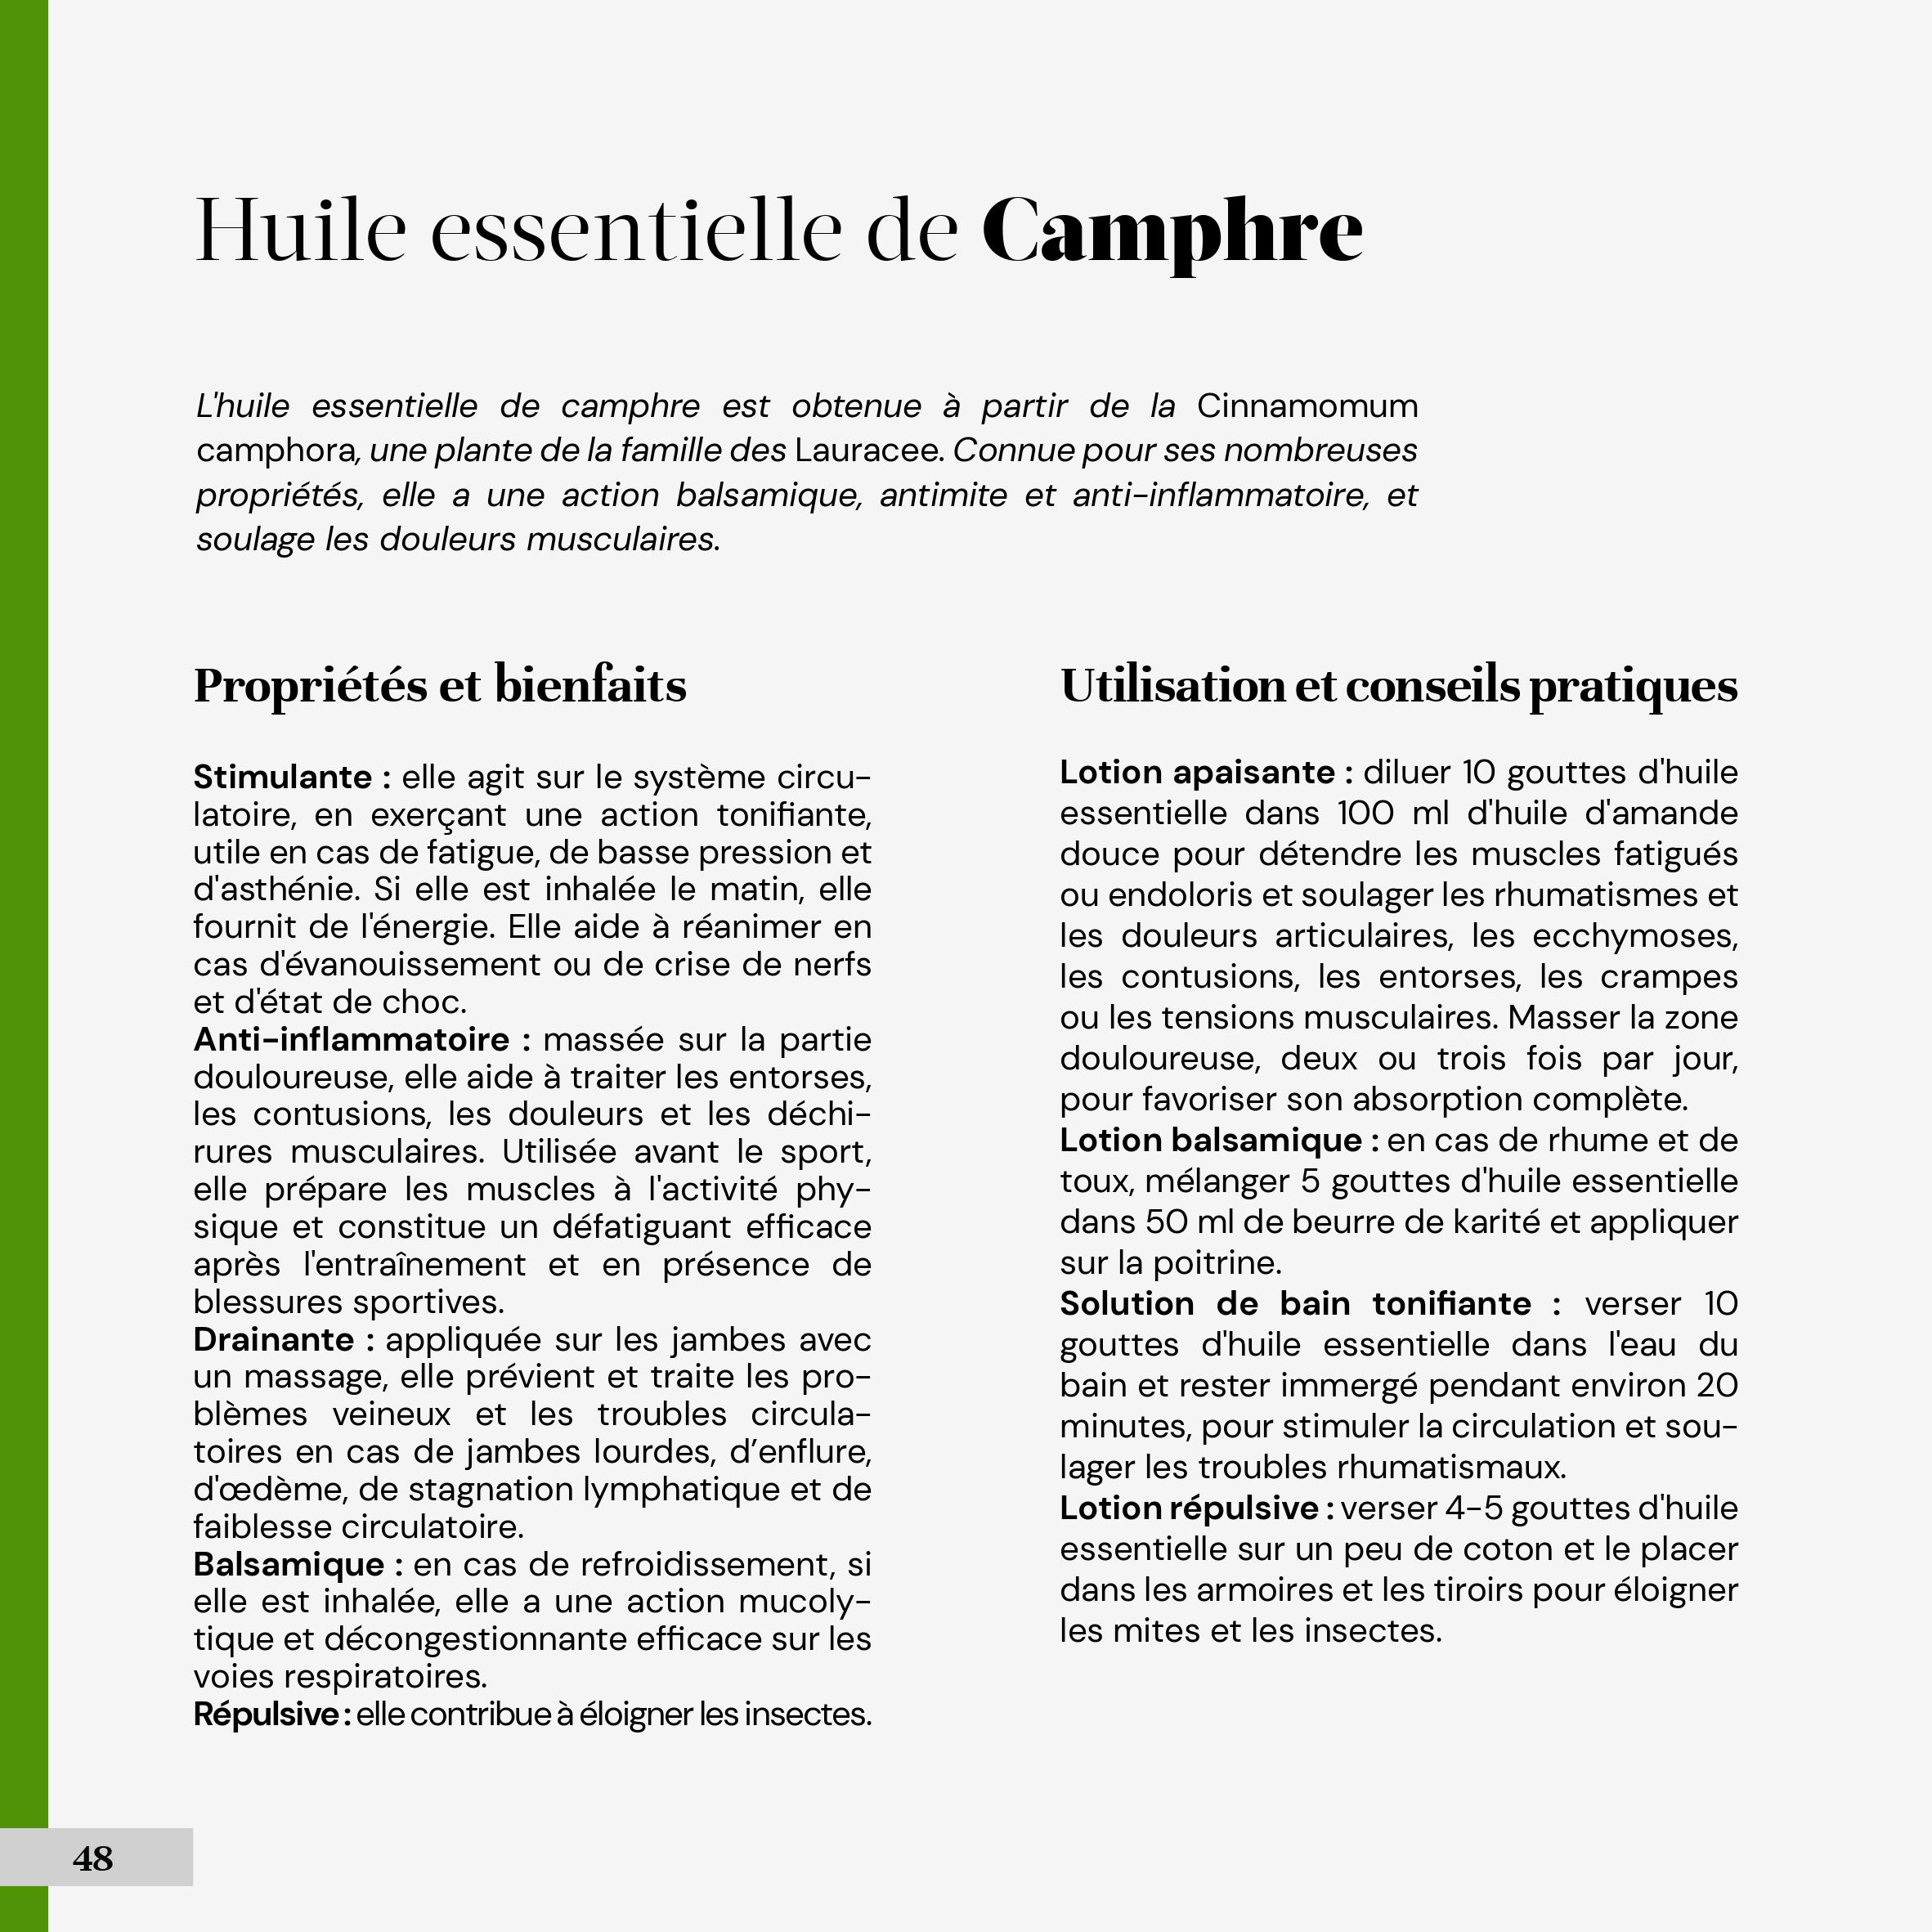 Huile essentielle de Camphre
L'huile essentielle de camphre est obtenue à partir de la Cinnamomum
camphora, une plante de la famille des Lauracee. Connue pour ses nombreuses
propriétés, elle a une action balsamique, antimite et anti-inflammatoire, et
soulage les douleurs musculaires.
Propriétés et bienfaits
Stimulante : elle agit sur le système circu-
latoire, en exerçant une action tonifiante,
utile en cas de fatigue, de basse pression et
d'asthénie. Si elle est inhalée le matin, elle
fournit de l'énergie. Elle aide à réanimer en
cas d'évanouissement ou de crise de nerfs
et d'état de choc.
Anti-inflammatoire : massée sur la partie
douloureuse, elle aide à traiter les entorses,
les contusions, les douleurs et les déchi-
rures musculaires. Utilisée avant le sport,
elle prépare les muscles à l'activité phy-
sique et constitue un défatiguant efficace
après l'entraînement et en présence de
blessures sportives.
Drainante : appliquée sur les jambes avec
un massage, elle prévient et traite les pro-
blèmes veineux et les troubles circula-
toires en cas de jambes lourdes, d’enflure,
d'œdème, de stagnation lymphatique et de
faiblesse circulatoire.
Balsamique : en cas de refroidissement, si
elle est inhalée, elle a une action mucoly-
tique et décongestionnante efficace sur les
voies respiratoires.
Répulsive : elle contribue à éloigner les insectes.
Utilisation et conseils pratiques
Lotion apaisante : diluer 10 gouttes d'huile
essentielle dans 100 ml d'huile d'amande
douce pour détendre les muscles fatigués
ou endoloris et soulager les rhumatismes et
les douleurs articulaires, les ecchymoses,
les contusions, les entorses, les crampes
ou les tensions musculaires. Masser la zone
douloureuse, deux ou trois fois par jour,
pour favoriser son absorption complète.
Lotion balsamique : en cas de rhume et de
toux, mélanger 5 gouttes d'huile essentielle
dans 50 ml de beurre de karité et appliquer
sur la poitrine.
Solution de bain tonifiante : verser 10
gouttes d'huile essentielle dans l'eau du
bain et rester immergé pendant environ 20
minutes, pour stimuler la circulation et sou-
lager les troubles rhumatismaux.
Lotion répulsive : verser 4-5 gouttes d'huile
essentielle sur un peu de coton et le placer
dans les armoires et les tiroirs pour éloigner
les mites et les insectes.
48